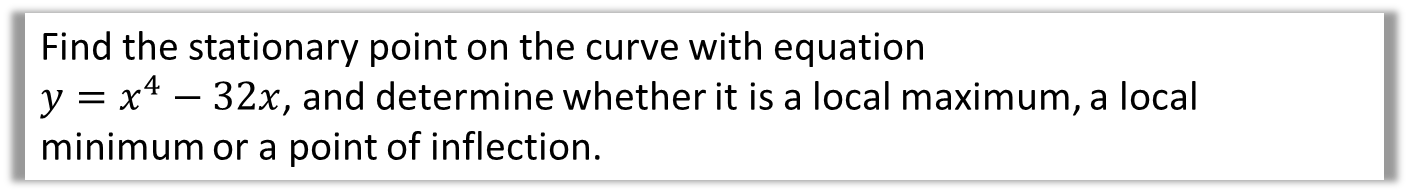 Find the stationary point on the curve with equation
𝑦 = 𝑥⁴ − 32𝑥, and determine whether it is a local maximum, a local
minimum or a point of inflection.